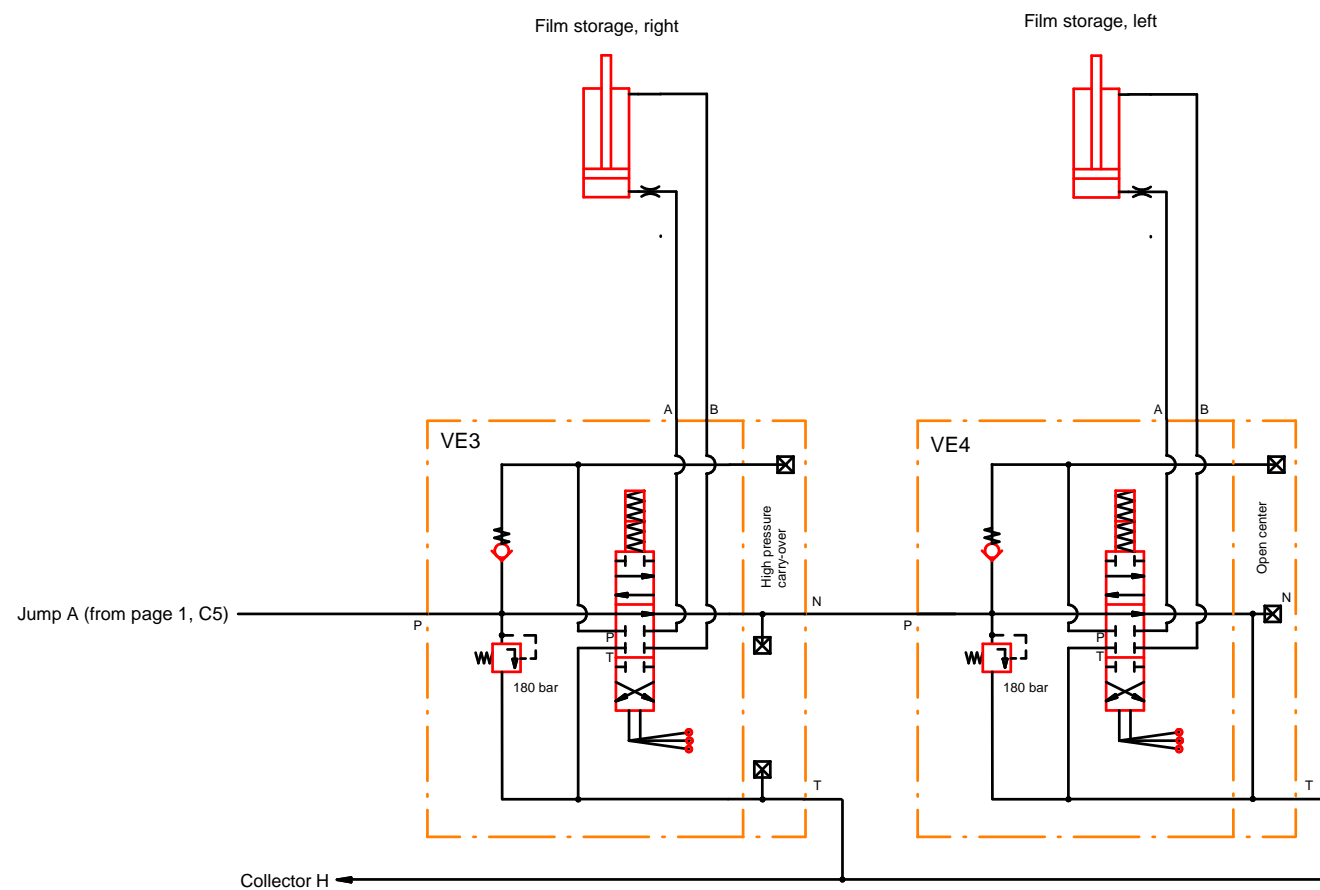 Film storage, right
Film storage, left
A
B
A
B
VE3
VE4
High pressure
carry-over
Open center
Jump A (from page 1, C5)
P
N
P
N
P
T
P
T
180 bar
180 bar
T
T
Collector H